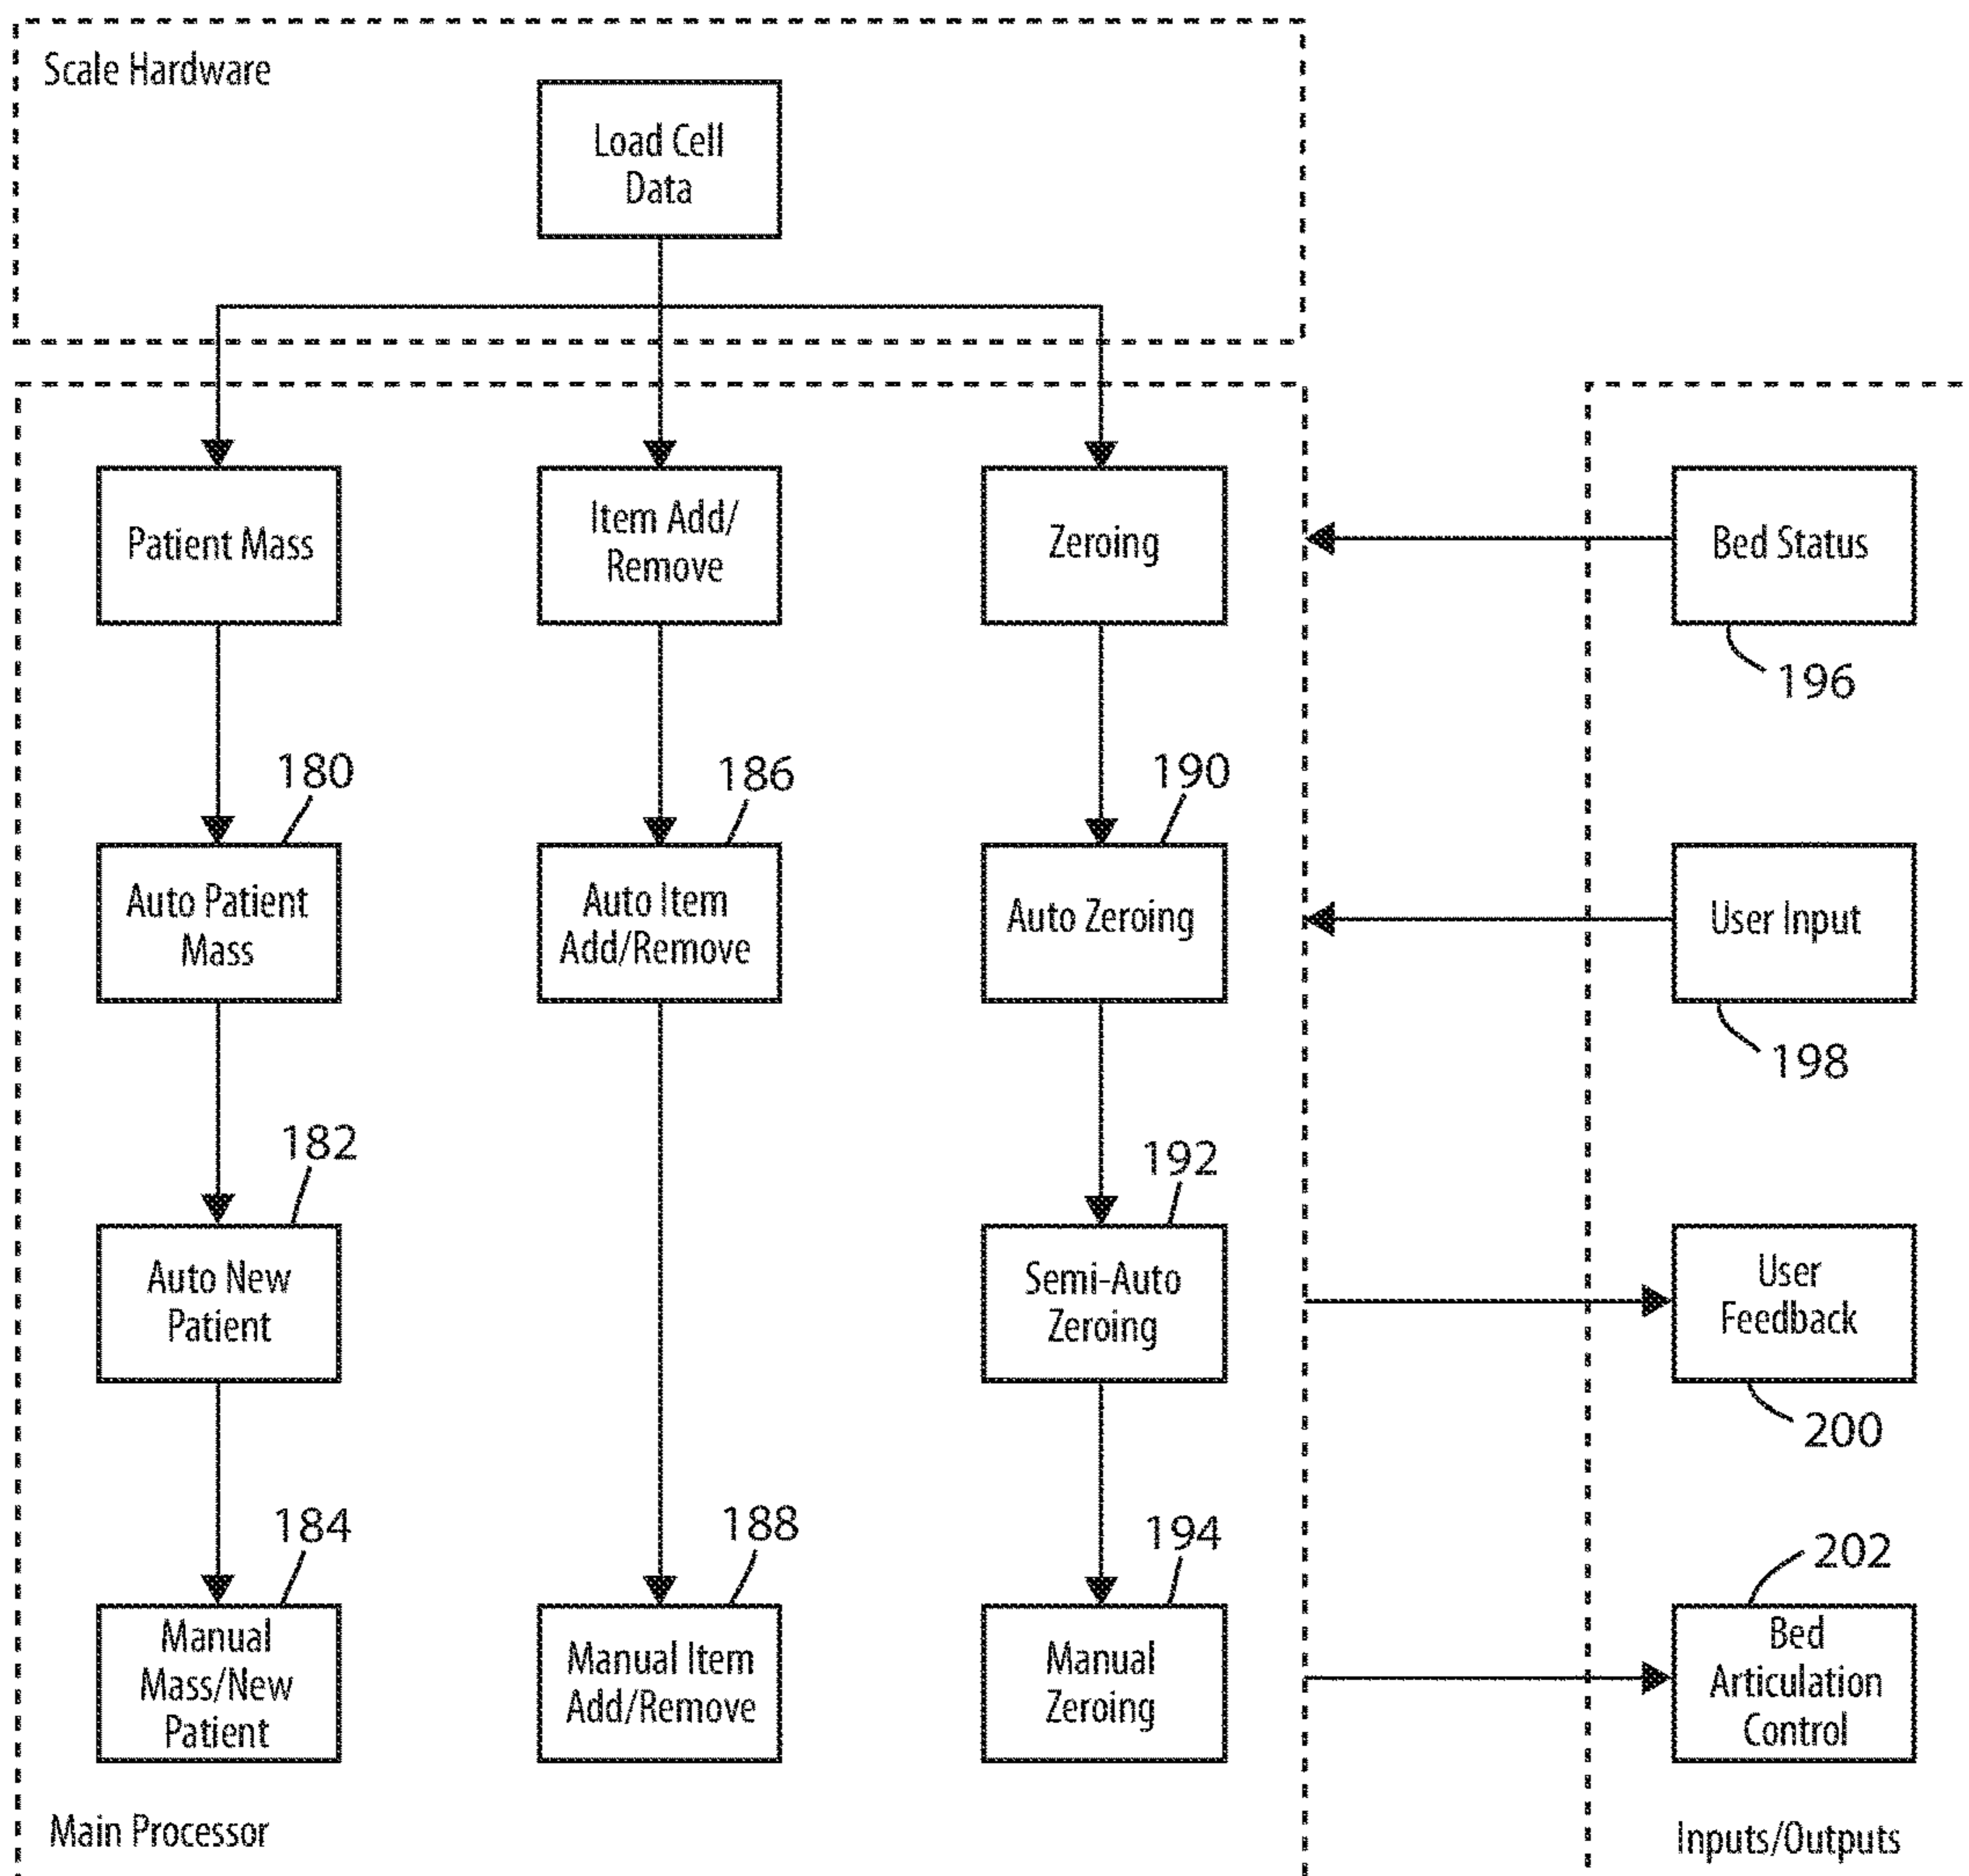 Scale Hardware
Load Cell
Data
Patient Mass
Item Add/
Remove
Zeroing
Bed Status
196
180
186
190
Auto Patient
Mass
Auto Item
Add/Remove
Auto Zeroing
User Input
198
182
192
Auto New
Patient
Semi-Auto
Zeroing
User
Feedback
200
184
188
194
202
Manual
Mass/New
Patient
Manual Item
Add/Remove
Manual
Zeroing
Bed
Articulation
Control
Main Processor
Inputs/Outputs